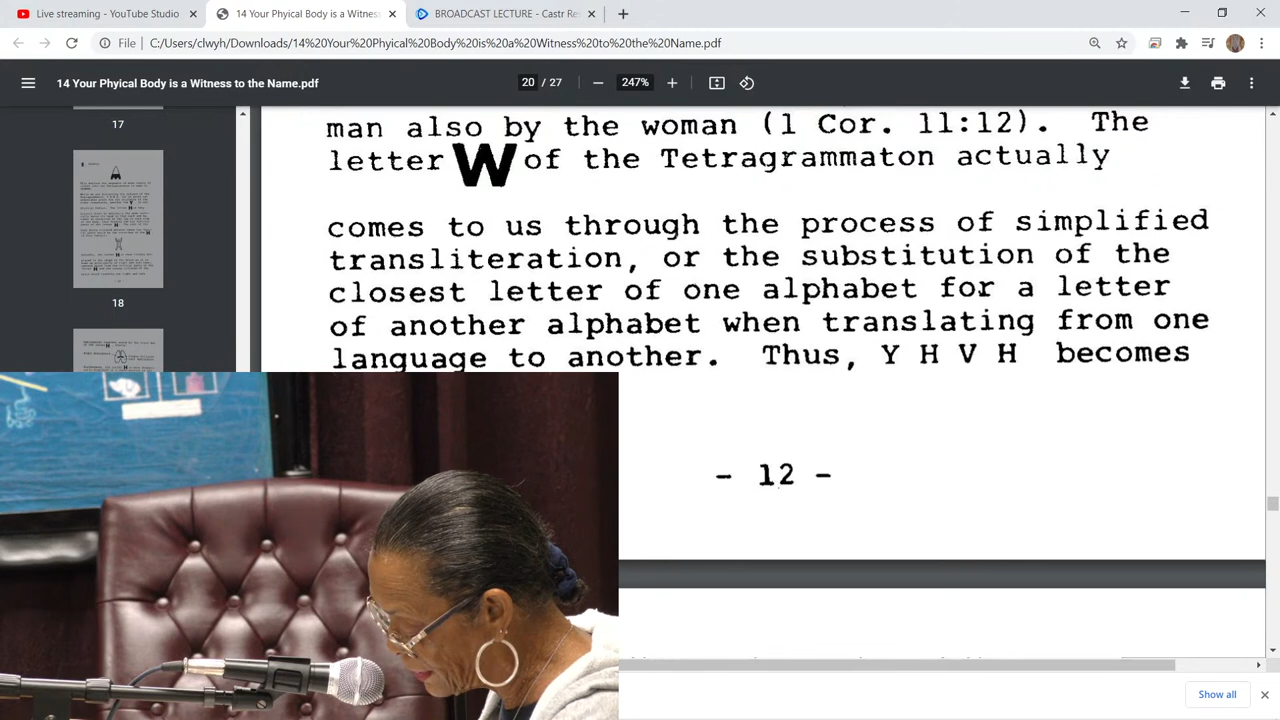 Live streaming - YouTube Studio
14 Your Phyical Body is a Witness
BROADCAST LECTURE - Castr
File C:/Users/clwyh/Downloads/14%20Your%20Phyical%20Body%20is%20a%20Witness%20to%20the%20Name.pdf
14 Your Phyical Body is a Witness to the Name.pdf
20 / 27
247%
17
18
man also by the woman (1 Cor. 11:12). The
letter W of the Tetragrammaton actually
comes to us through the process of simplified
transliteration, or the substitution of the
closest letter of one alphabet for a letter
of another alphabet when translating from one
language to another. Thus, Y H V H becomes
- 12 -
Show all